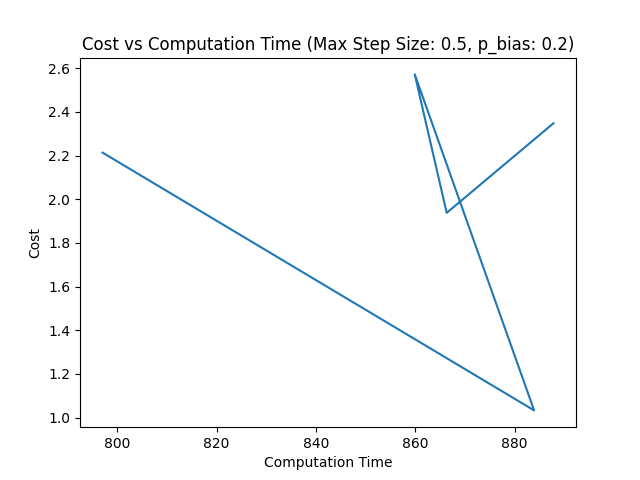 Cost vs Computation Time (Max Step Size: 0.5, p_bias: 0.2)
2.6
2.4
2.2
2.0
1.8
1.6
1.4
1.2
1.0
Cost
800 820 840 860 880
Computation Time